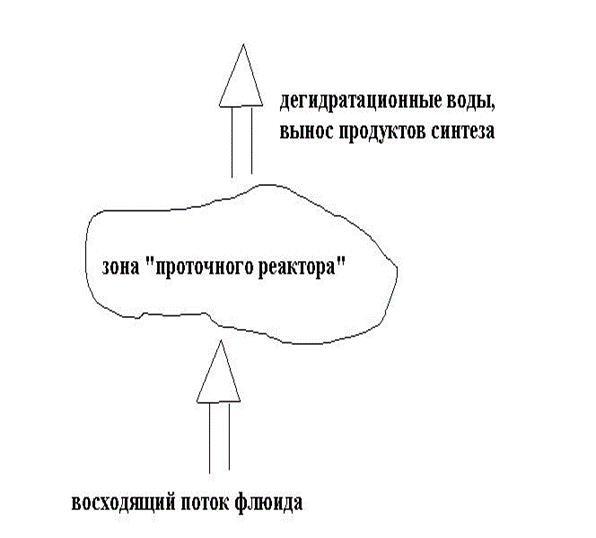 дегидратационные воды,
вынос продуктов синтеза
зона "проточного реактора"
восходящий поток флюида